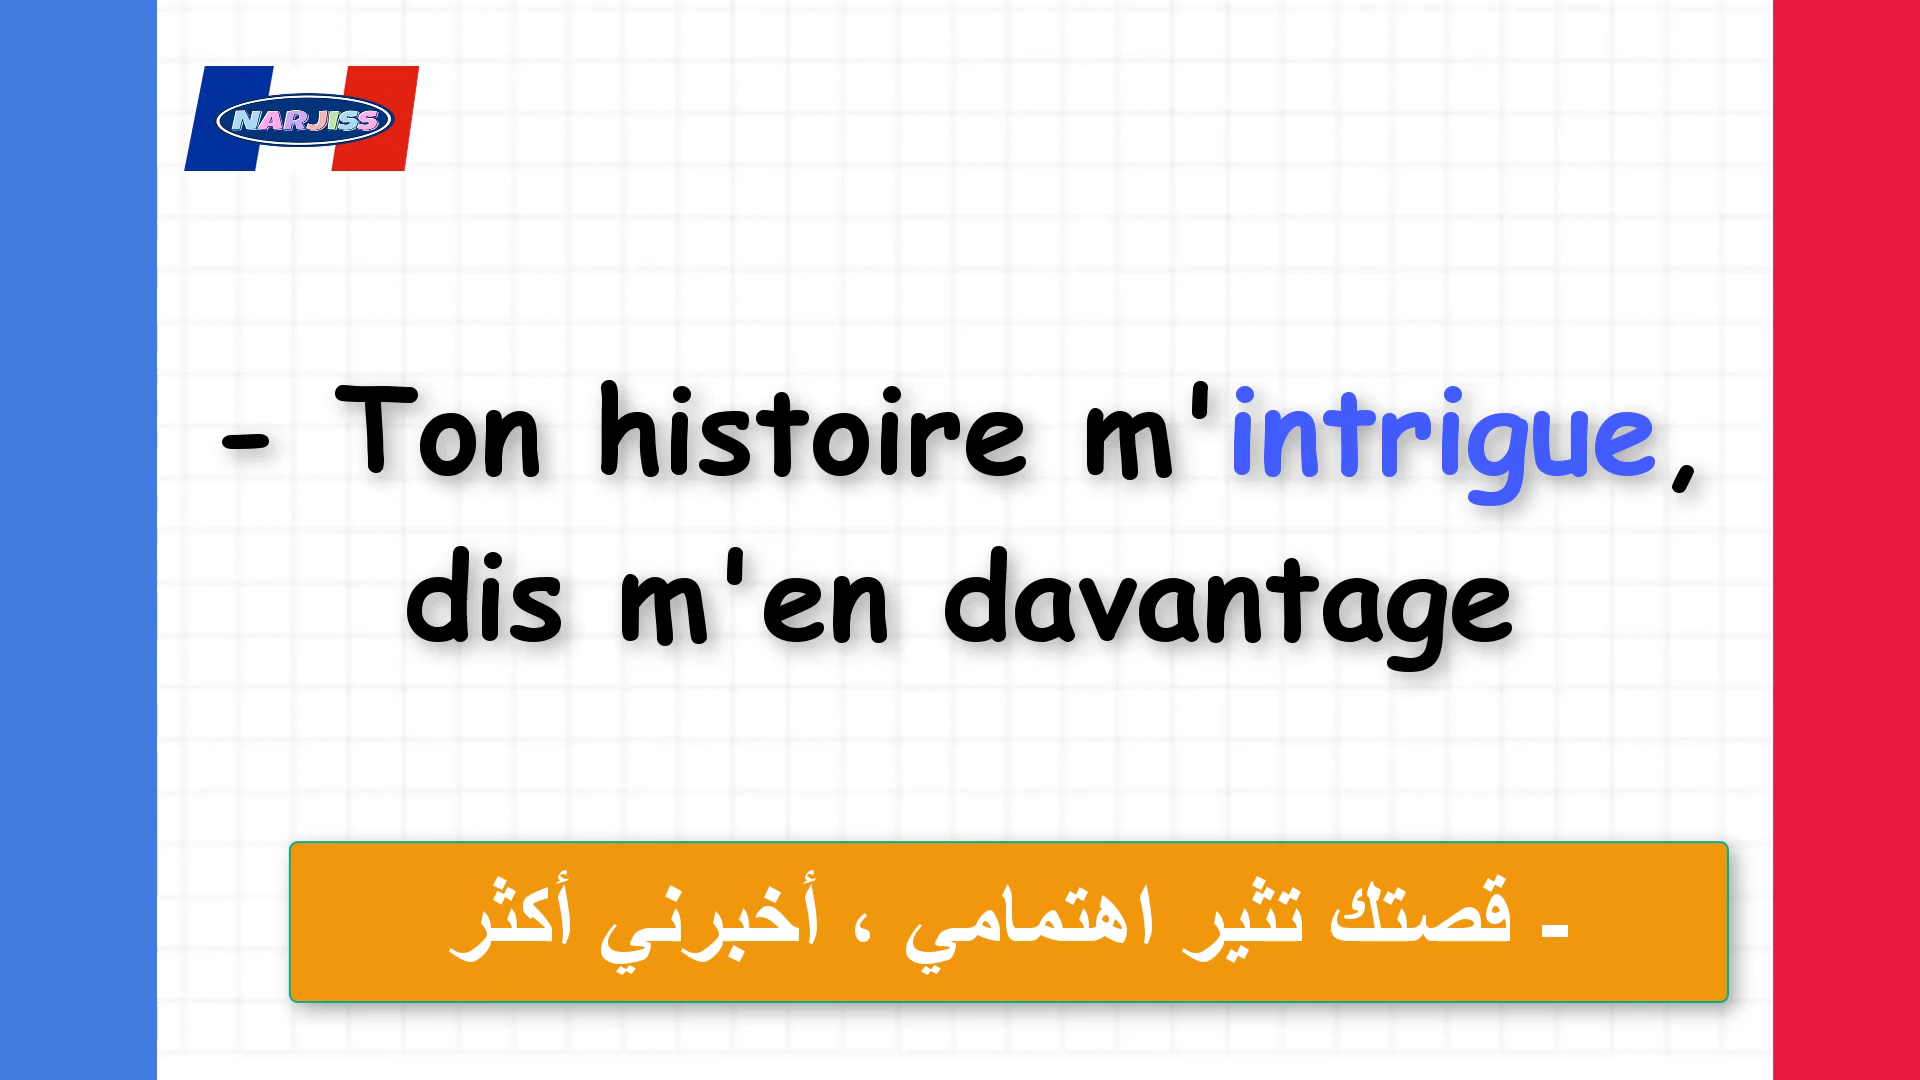 NARJISS
- Ton histoire m'intrigue,
dis m'en davantage
- قصتك تثير اهتمامي ، أخبرني أكثر